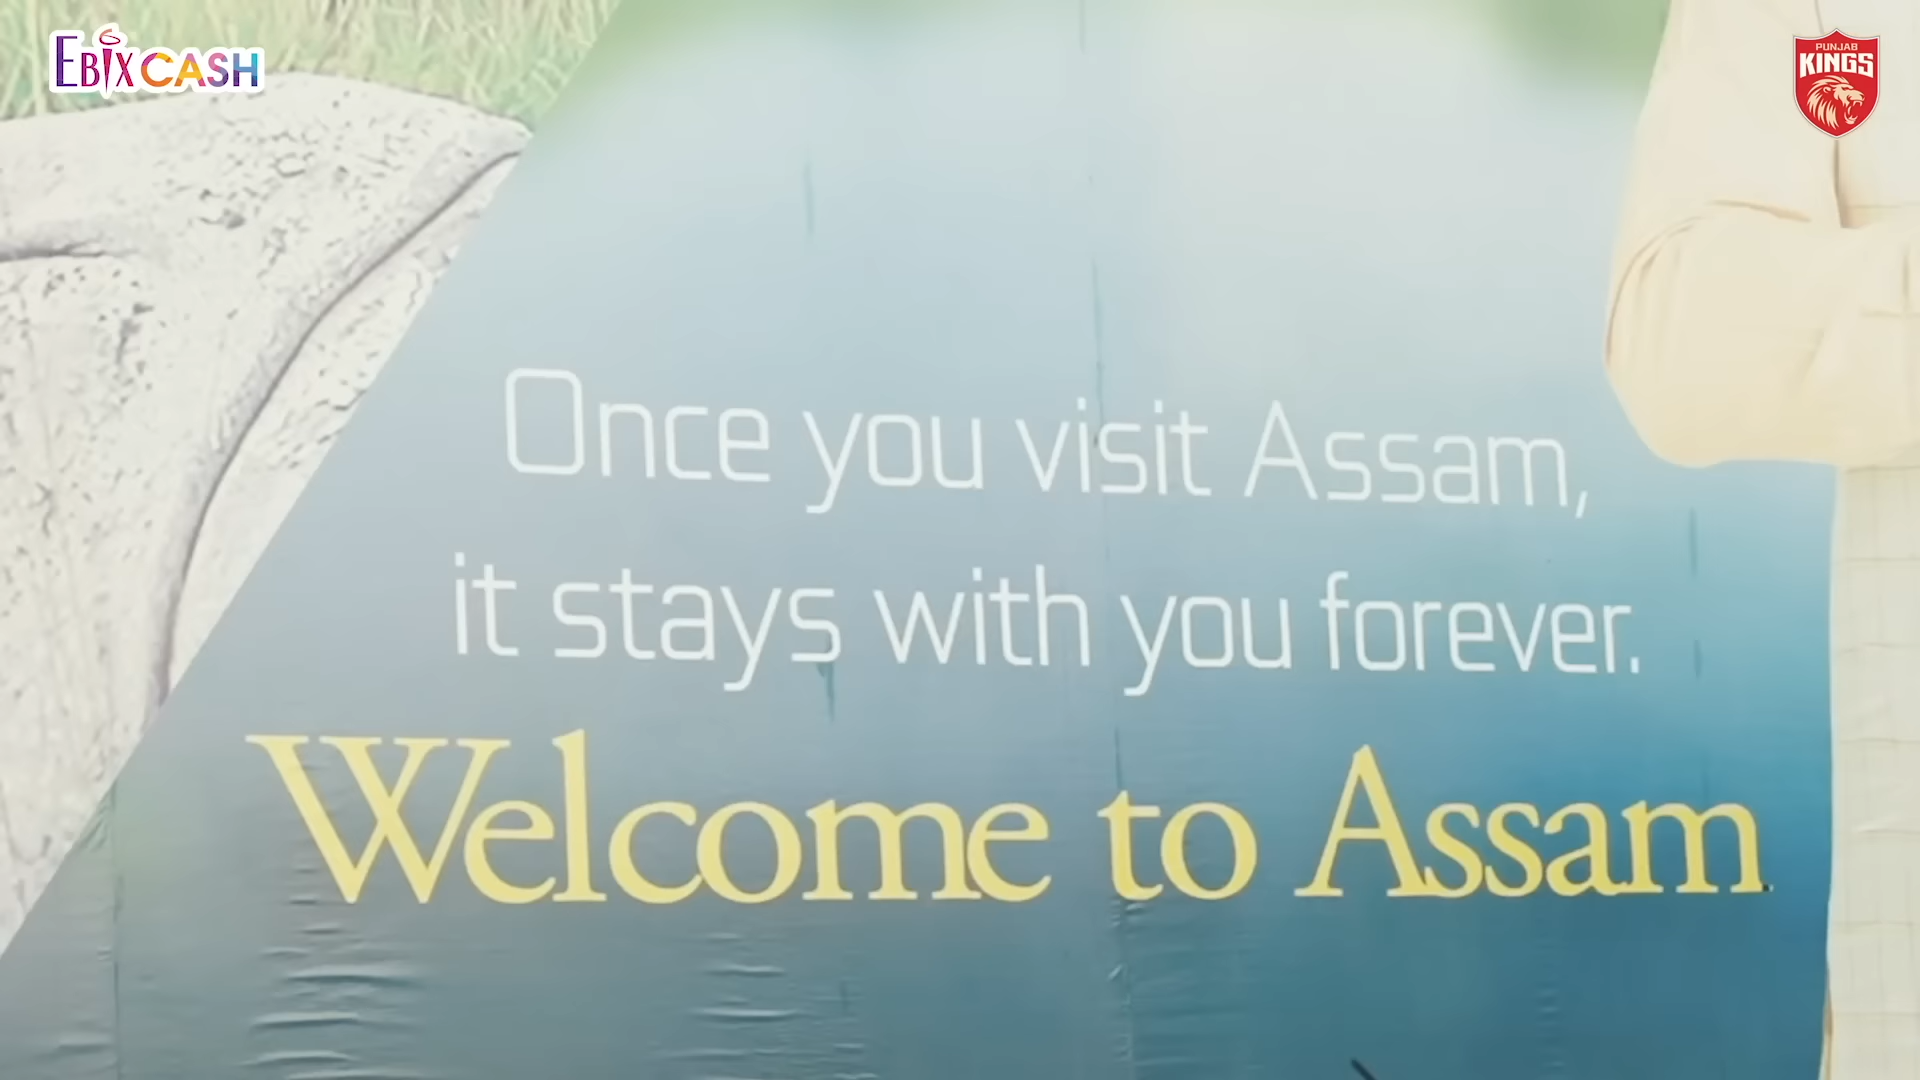 EBIXCASH
PUNJAB
KINGS
Once you visit Assam,
it stays with you forever.
Welcome to Assam